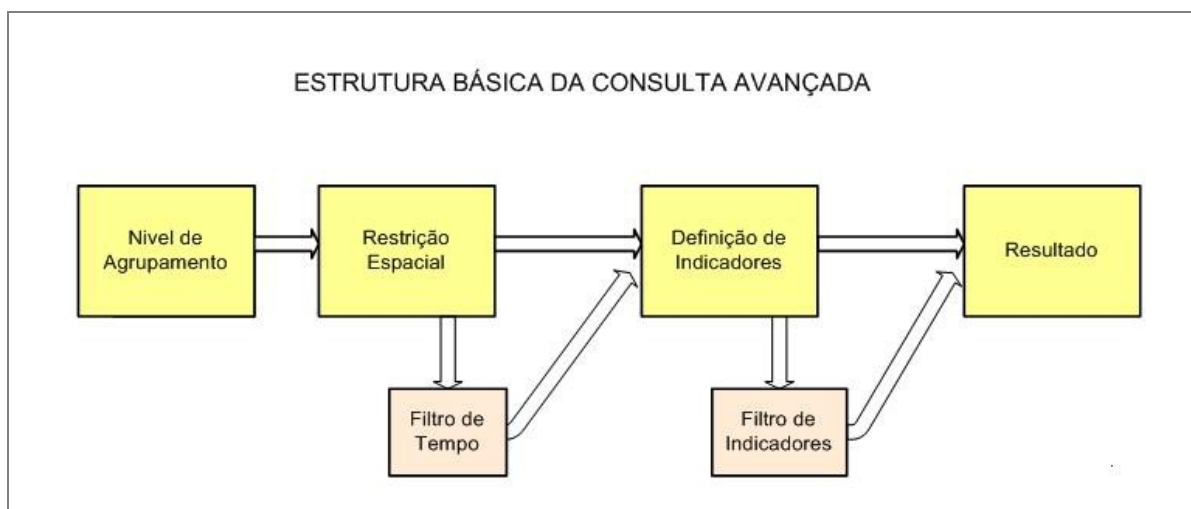 ESTRUTURA BÁSICA DA CONSULTA AVANÇADA
Nivel de
Agrupamento
Restrição
Espacial
Definição de
Indicadores
Resultado
Filtro de
Tempo
Filtro de
Indicadores